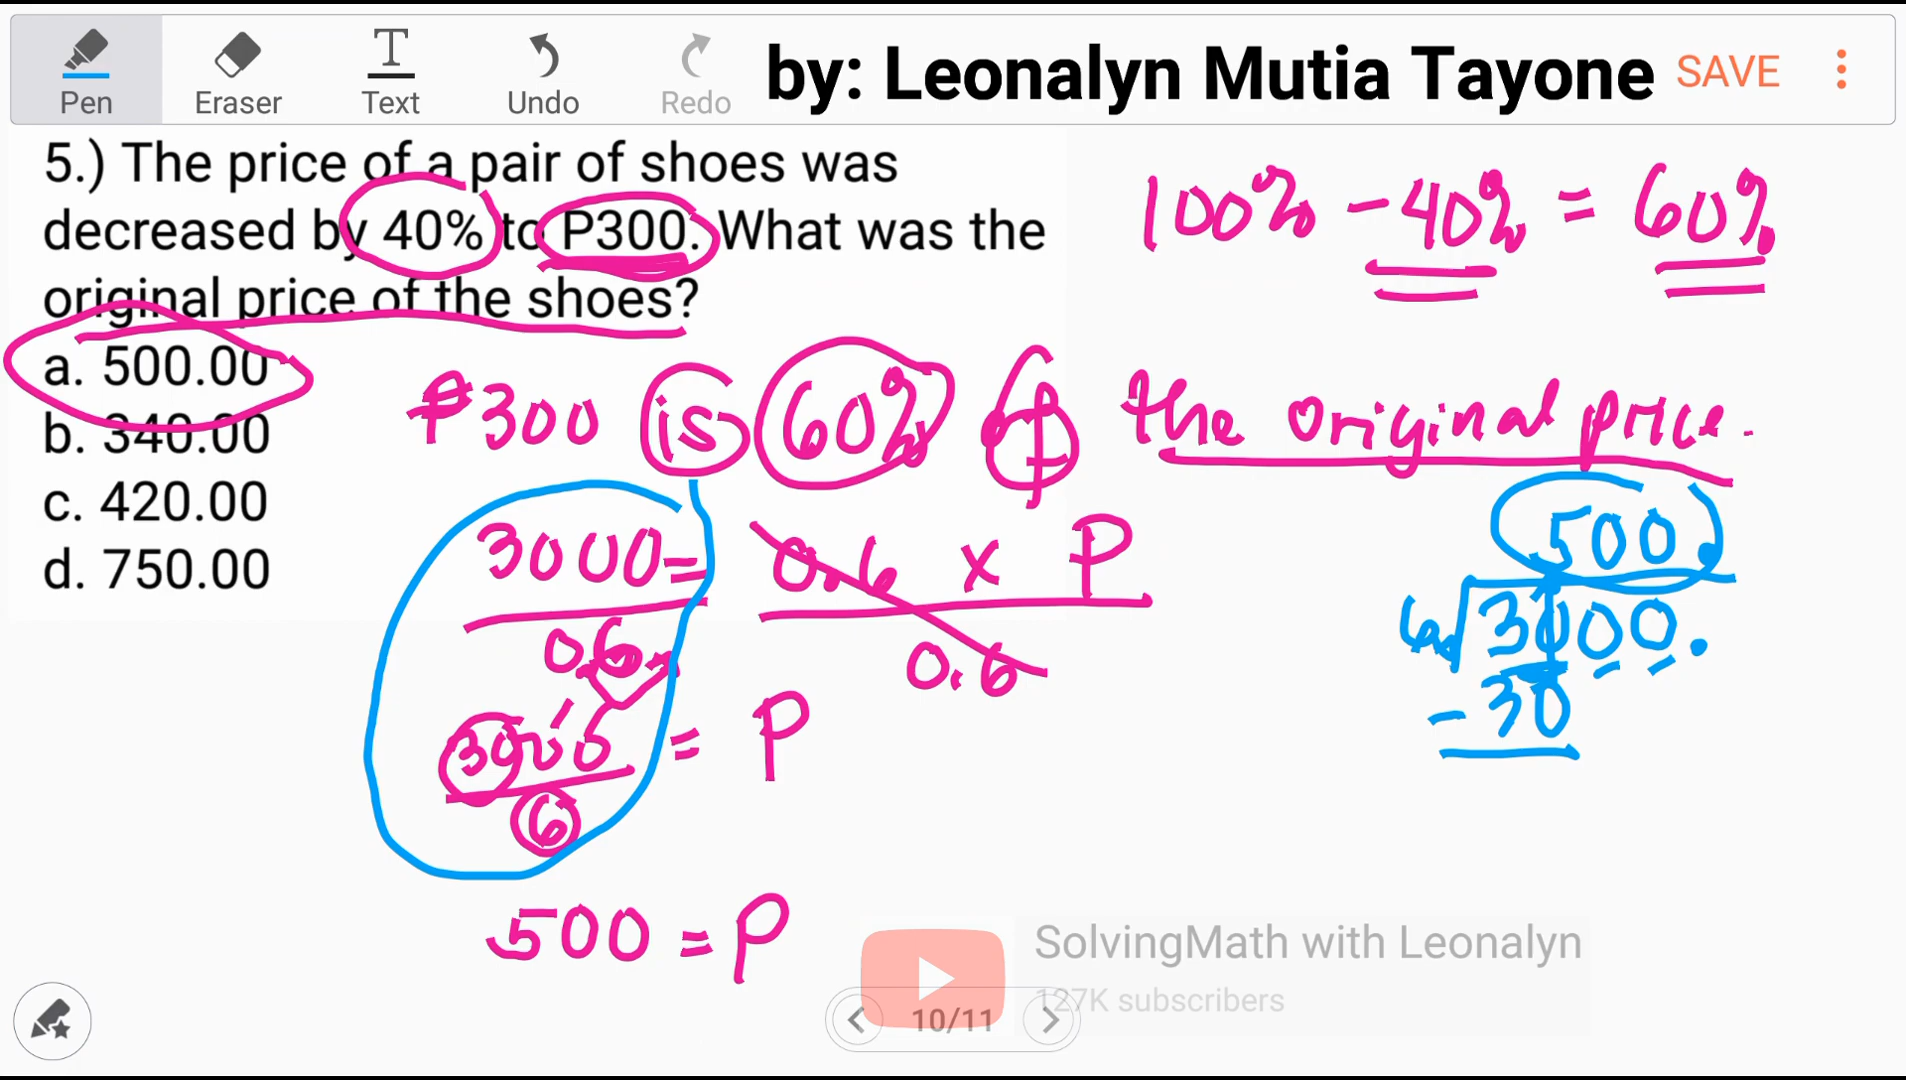 Pen Eraser Text Undo Redo by: Leonalyn Mutia Tayone SAVE
5.) The price of a pair of shoes was
decreased by 40% to P300. What was the
original price of the shoes?
a. 500.00
b. 340.00
c. 420.00
d. 750.00
100% - 40% = 60%
₱300 is 60% of the original price.
3000 = 0.6 x P
0.6 0.6
3000 = P
6
500 = P
500.
6 3000.
- 30
SolvingMath with Leonalyn
127K subscribers
10/11